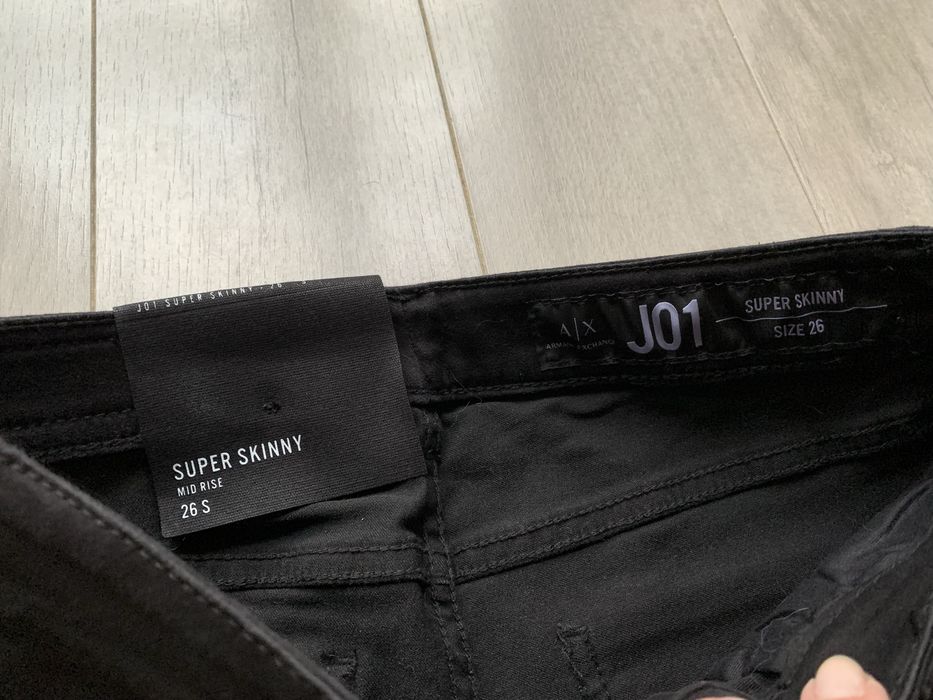 J01 SUPER SKINNY - 26 S
SUPER SKINNY
MID RISE
26 S
A|X
ARMANI EXCHANGE
J01
SUPER SKINNY
SIZE 26